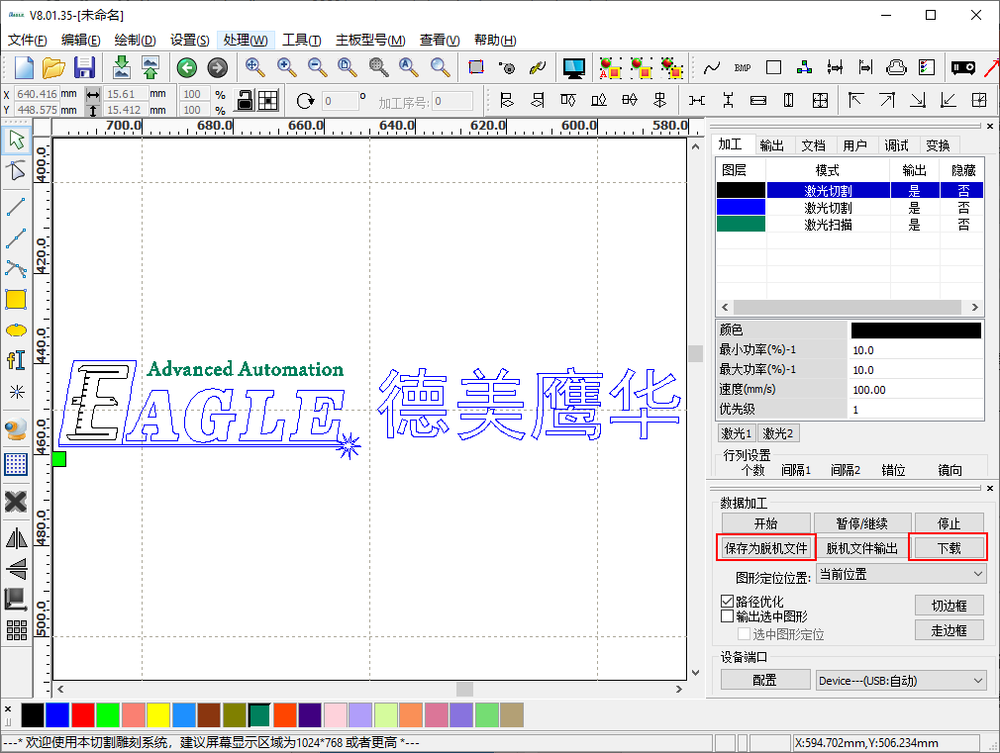 V8.01.35-[未命名]
文件(F) 编辑(E) 绘制(D) 设置(S) 处理(W) 工具(T) 主板型号(M) 查看(V) 帮助(H)
BMP
X 640.416 mm 15.61 mm 100 %
Y 448.575 mm 15.412 mm 100 %
0 °
加工序号: 0
700.0 680.0 660.0 640.0 620.0 600.0 580.0
400.0
420.0
440.0
460.0
480.0
500.0
Advanced Automation
EAGLE 德美鹰华
加工 输出 文档 用户 调试 变换
图层 模式 输出 隐藏
激光切割 是 否
激光切割 是 否
激光扫描 是 否
颜色
最小功率(%)-1 10.0
最大功率(%)-1 10.0
速度(mm/s) 100.00
优先级 1
激光1 激光2
行列设置
个数 间隔1 间隔2 错位 镜向
数据加工
开始 暂停/继续 停止
保存为脱机文件 脱机文件输出 下载
图形定位位置: 当前位置
路径优化
输出选中图形
选中图形定位
切边框
走边框
设备端口
配置 Device---(USB:自动)
---* 欢迎使用本切割雕刻系统，建议屏幕显示区域为1024*768 或者更高 *---
X:594.702mm,Y:506.234mm